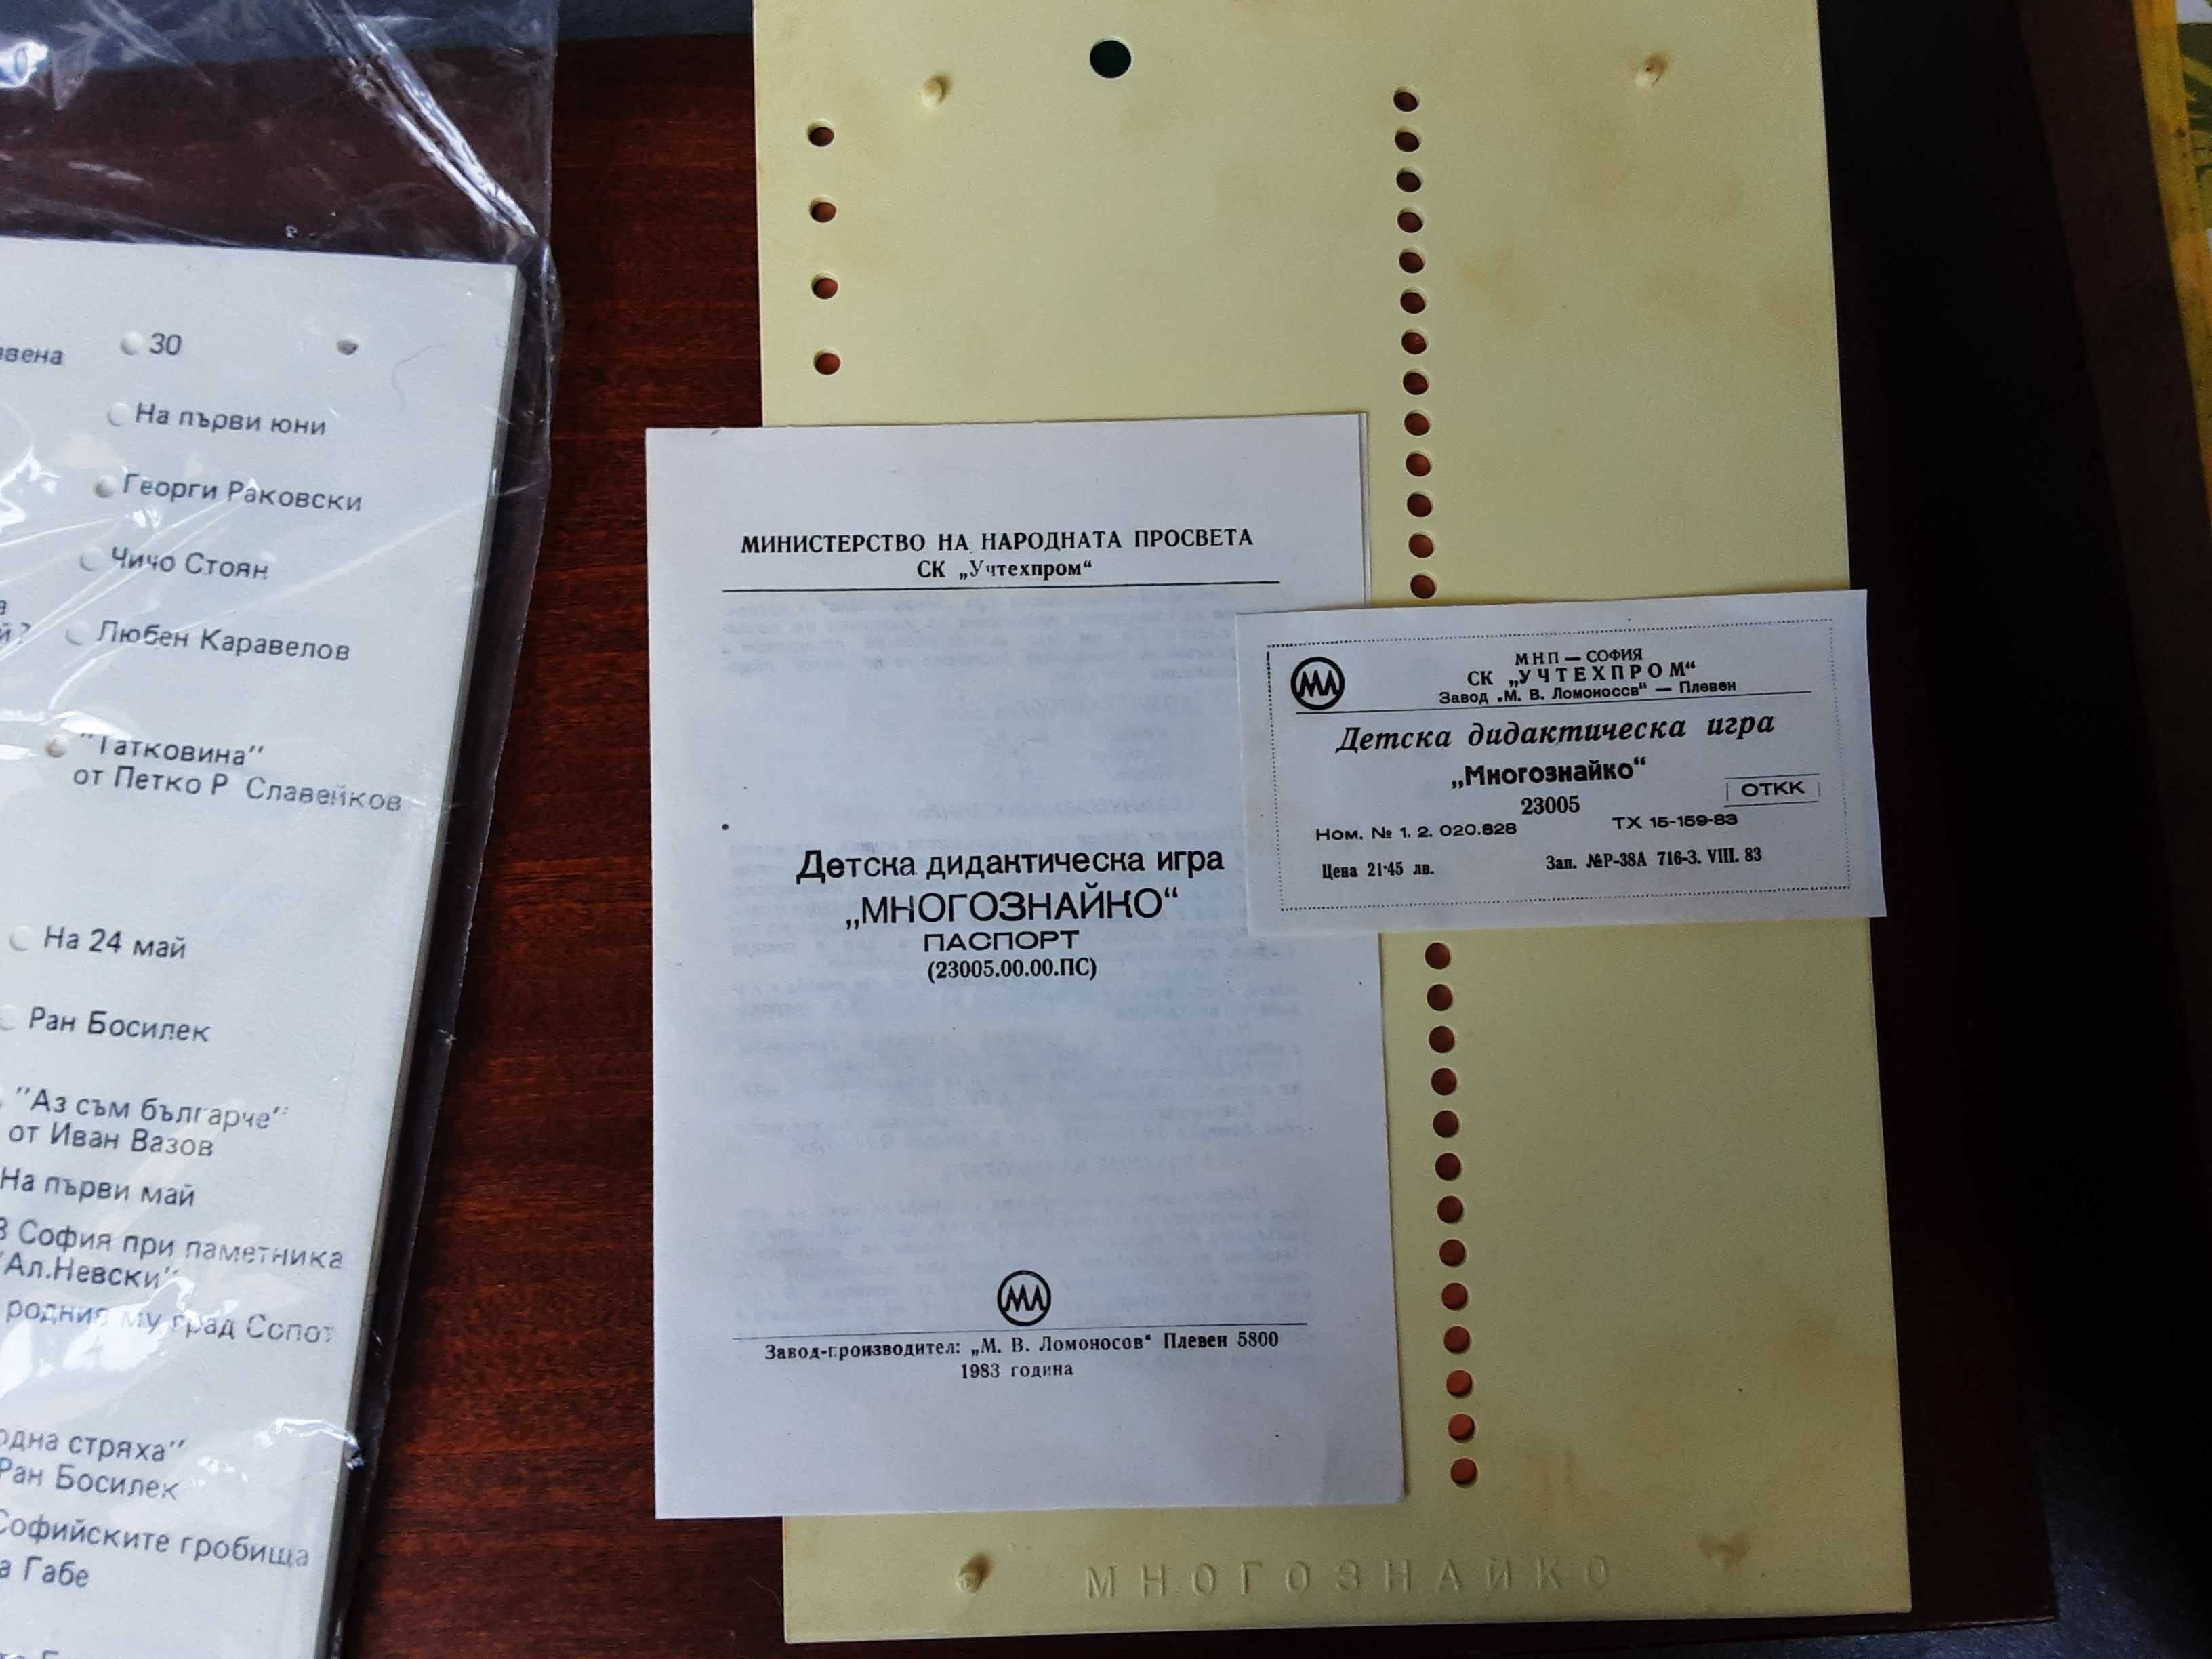 30
На първи юни
Георги Раковски
Чичо Стоян
Любен Каравелов
"Татковина"
от Петко Р Славейков
На 24 май
Ран Босилек
"Аз съм българче"
от Иван Вазов
На първи май
В София при паметника
"Ал.Невски"
родния му град Сопот
стряха"
Ран Босилек
Софийските гробища
Габе
МИНИСТЕРСТВО НА НАРОДНАТА ПРОСВЕТА
СК „Учтехпром“
Детска дидактическа игра
„МНОГОЗНАЙКО“
ПАСПОРТ
(23005.00.00.ПС)
МЛ
Завод-производител: „М. В. Ломоносов“ Плевен 5800
1983 година
МЛ
МНП — СОФИЯ
СК „УЧТЕХПРОМ“
Завод „М. В. Ломоносов“ — Плевен
Детска дидактическа игра
„Многознайко“
23005
ОТКК
Ном. № 1. 2. 020.828
ТХ 15-159-83
Цена 21·45 лв.
Зап. №Р-38А 716-3. VIII. 83
МНОГОЗНАЙКО